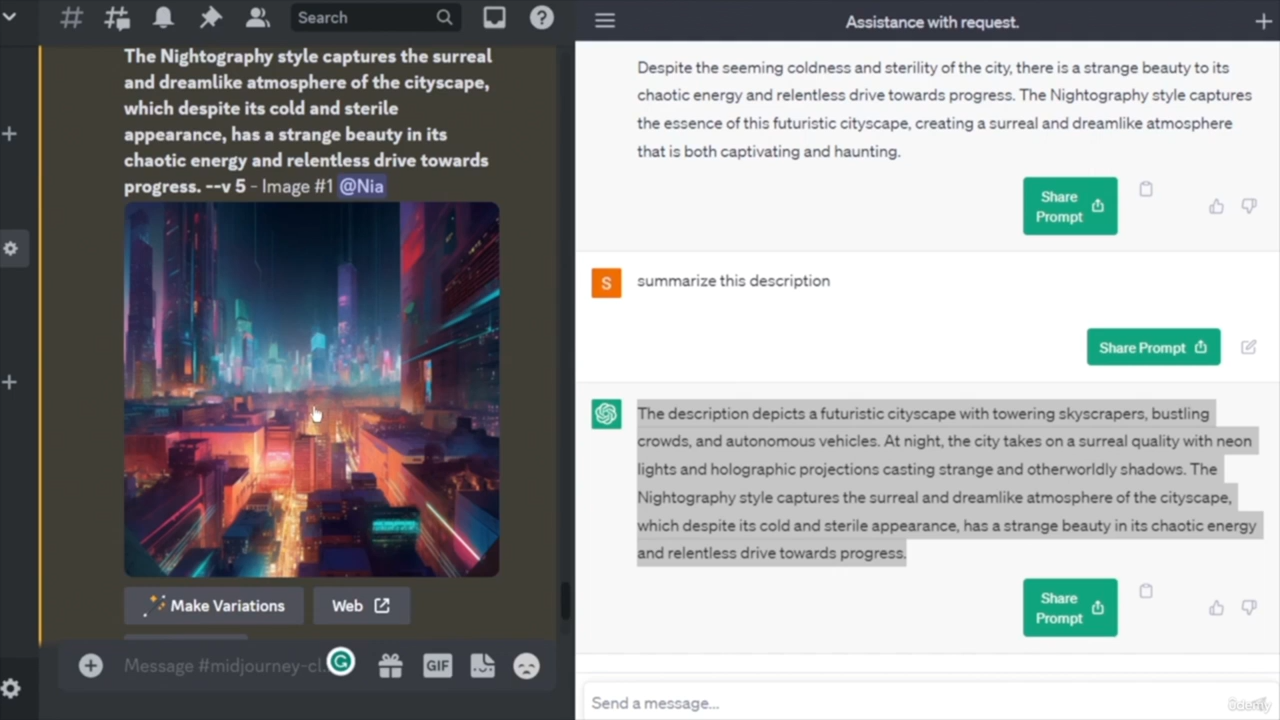 Search
The Nightography style captures the surreal
and dreamlike atmosphere of the cityscape,
which despite its cold and sterile
appearance, has a strange beauty in its
chaotic energy and relentless drive towards
progress. --v 5 - Image #1 @Nia
Make Variations
Web
Message #midjourney-cl
GIF
Assistance with request.
Despite the seeming coldness and sterility of the city, there is a strange beauty to its
chaotic energy and relentless drive towards progress. The Nightography style captures
the essence of this futuristic cityscape, creating a surreal and dreamlike atmosphere
that is both captivating and haunting.
Share
Prompt
S
summarize this description
Share Prompt
The description depicts a futuristic cityscape with towering skyscrapers, bustling
crowds, and autonomous vehicles. At night, the city takes on a surreal quality with neon
lights and holographic projections casting strange and otherworldly shadows. The
Nightography style captures the surreal and dreamlike atmosphere of the cityscape,
which despite its cold and sterile appearance, has a strange beauty in its chaotic energy
and relentless drive towards progress.
Share
Prompt
Send a message...
ûdemy